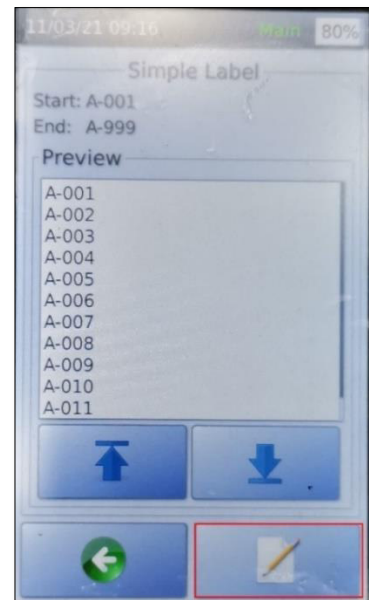 11/03/21 09:16 Main 80%
Simple Label
Start: A-001
End: A-999
Preview
A-001
A-002
A-003
A-004
A-005
A-006
A-007
A-008
A-009
A-010
A-011